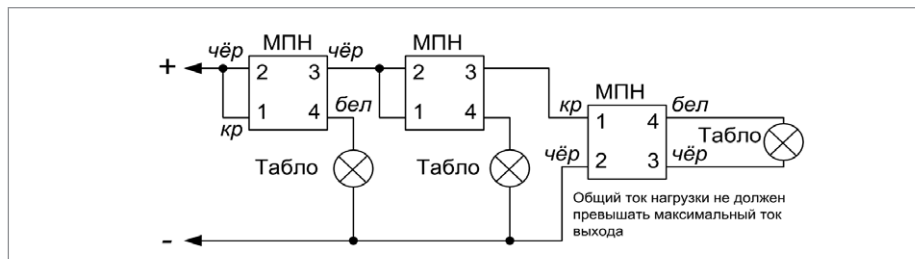 МПН
МПН
+
чёр
2
3
чёр
2
3
МПН
1
4
бел
1
4
кр
1
4
бел
кр
Табло
Табло
Табло
чёр
2
3
чёр
Общий ток нагрузки не должен
превышать максимальный ток
выхода
-